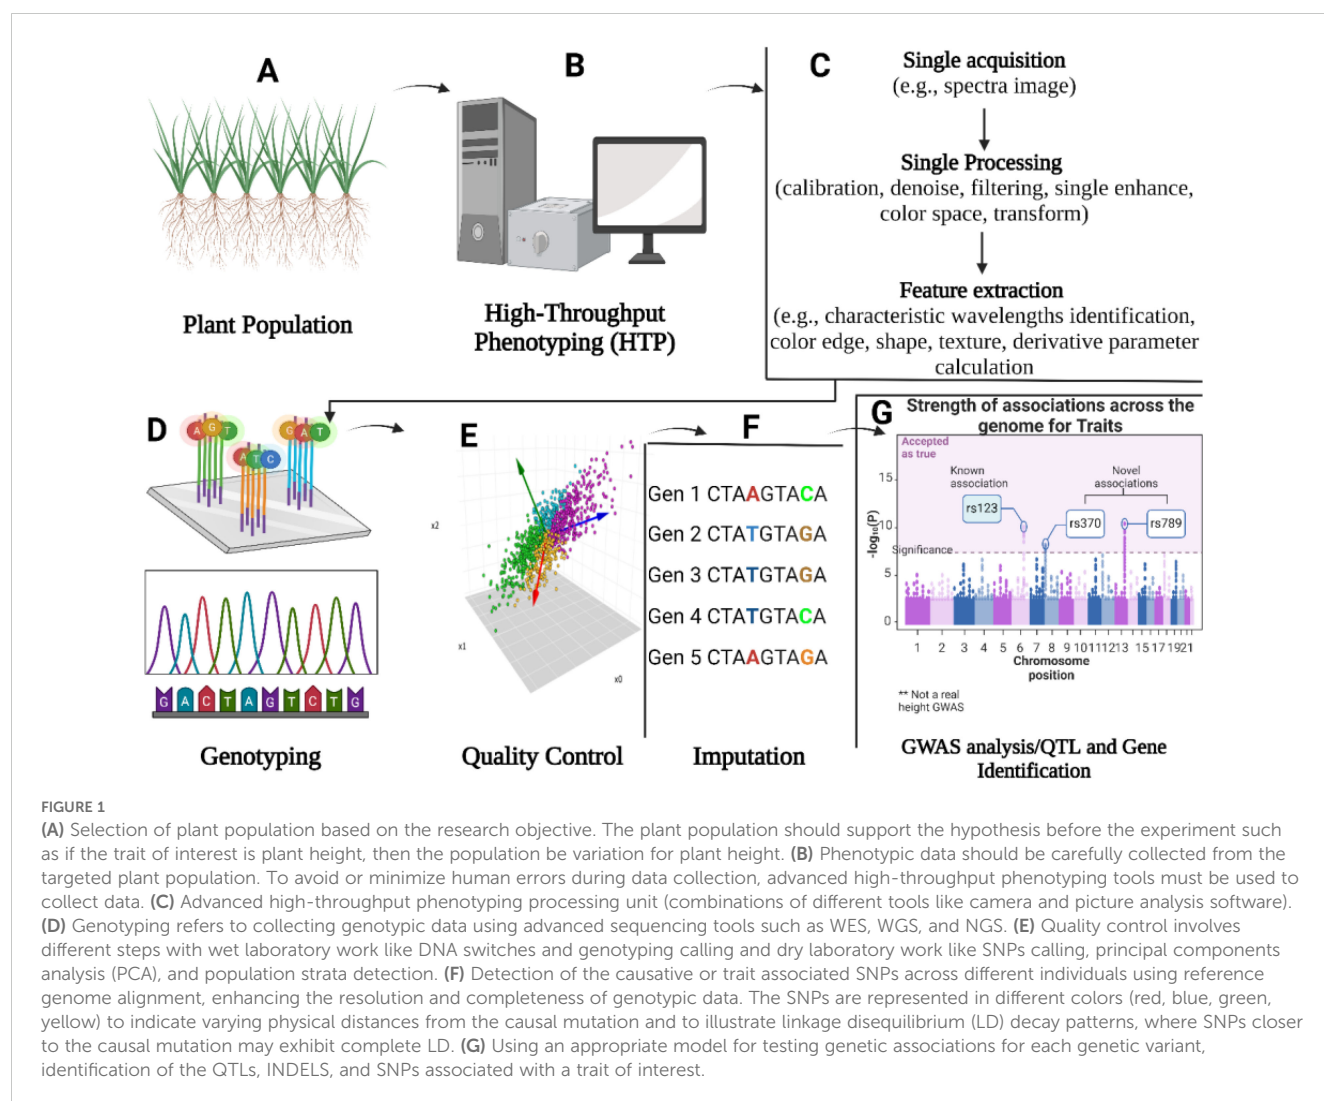 A
Plant Population
B
High-Throughput
Phenotyping (HTP)
C
Single acquisition
(e.g., spectra image)
Single Processing
(calibration, denoise, filtering, single enhance,
color space, transform)
Feature extraction
(e.g., characteristic wavelengths identification,
color edge, shape, texture, derivative parameter
calculation
D
A G T
A T C
G A T
G A C T A G T C T G
Genotyping
E
x2
x1
x0
Quality Control
F
Gen 1 CTAAGTACA
Gen 2 CTATGTAGA
Gen 3 CTATGTAGA
Gen 4 CTATGTACA
Gen 5 CTAAGTAGA
Imputation
G
Strength of associations across the
genome for Traits
Accepted
as true
Known
association
Novel
associations
rs123
rs370
rs789
Significance
-log10(P)
15
10
5
0
1 2 3 4 5 6 7 8 9 10 11 12 13 15 17 19 21
Chromosome
position
** Not a real
height GWAS
GWAS analysis/QTL and Gene
Identification
FIGURE 1
(A) Selection of plant population based on the research objective. The plant population should support the hypothesis before the experiment such
as if the trait of interest is plant height, then the population be variation for plant height. (B) Phenotypic data should be carefully collected from the
targeted plant population. To avoid or minimize human errors during data collection, advanced high-throughput phenotyping tools must be used to
collect data. (C) Advanced high-throughput phenotyping processing unit (combinations of different tools like camera and picture analysis software).
(D) Genotyping refers to collecting genotypic data using advanced sequencing tools such as WES, WGS, and NGS. (E) Quality control involves
different steps with wet laboratory work like DNA switches and genotyping calling and dry laboratory work like SNPs calling, principal components
analysis (PCA), and population strata detection. (F) Detection of the causative or trait associated SNPs across different individuals using reference
genome alignment, enhancing the resolution and completeness of genotypic data. The SNPs are represented in different colors (red, blue, green,
yellow) to indicate varying physical distances from the causal mutation and to illustrate linkage disequilibrium (LD) decay patterns, where SNPs closer
to the causal mutation may exhibit complete LD. (G) Using an appropriate model for testing genetic associations for each genetic variant,
identification of the QTLs, INDELS, and SNPs associated with a trait of interest.